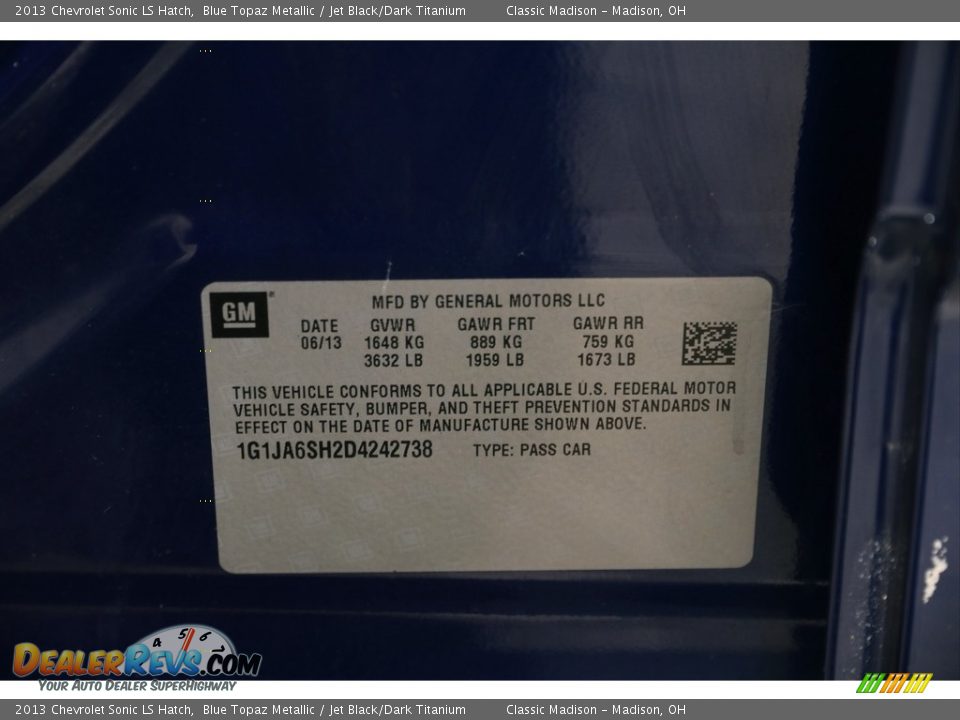 2013 Chevrolet Sonic LS Hatch, Blue Topaz Metallic / Jet Black/Dark Titanium Classic Madison – Madison, OH
GM
MFD BY GENERAL MOTORS LLC
DATE GVWR GAWR FRT GAWR RR
06/13 1648 KG 889 KG 759 KG
3632 LB 1959 LB 1673 LB
THIS VEHICLE CONFORMS TO ALL APPLICABLE U.S. FEDERAL MOTOR
VEHICLE SAFETY, BUMPER, AND THEFT PREVENTION STANDARDS IN
EFFECT ON THE DATE OF MANUFACTURE SHOWN ABOVE.
1G1JA6SH2D4242738 TYPE: PASS CAR
4 5 6
DEALERREVS.COM
YOUR AUTO DEALER SUPERHIGHWAY
2013 Chevrolet Sonic LS Hatch, Blue Topaz Metallic / Jet Black/Dark Titanium Classic Madison – Madison, OH